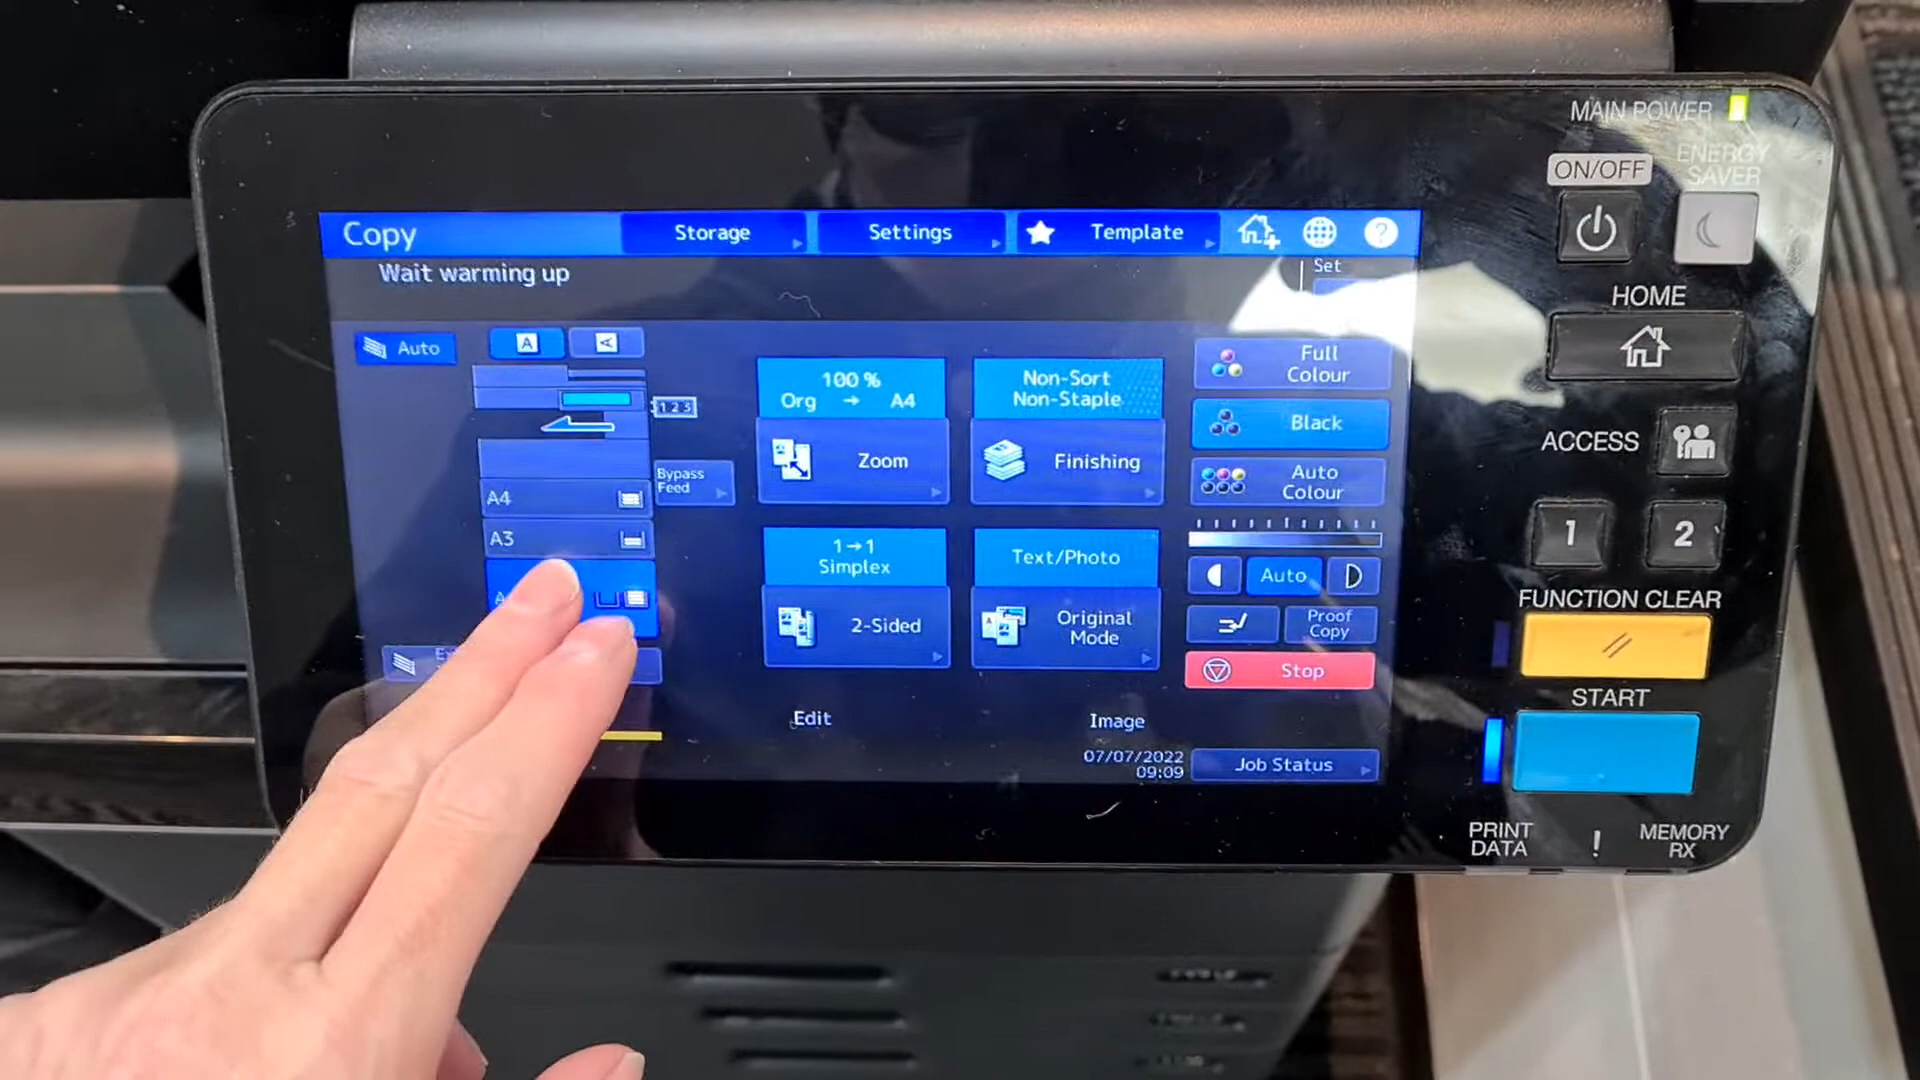 MAIN POWER
ENERGY
SAVER
ON/OFF
Copy
Storage
Settings
Template
?
Wait warming up
Set
HOME
Auto
A
A
100 %
Org → A4
Non-Sort
Non-Staple
Full
Colour
1 2 3
Black
ACCESS
Zoom
Finishing
Bypass
Feed
Auto
Colour
A4
A3
1
2
1→1
Simplex
Text/Photo
Auto
A
FUNCTION CLEAR
2-Sided
Original
Mode
Proof
Copy
Stop
START
Edit
Image
07/07/2022
09:09
Job Status
PRINT
DATA
!
MEMORY
RX